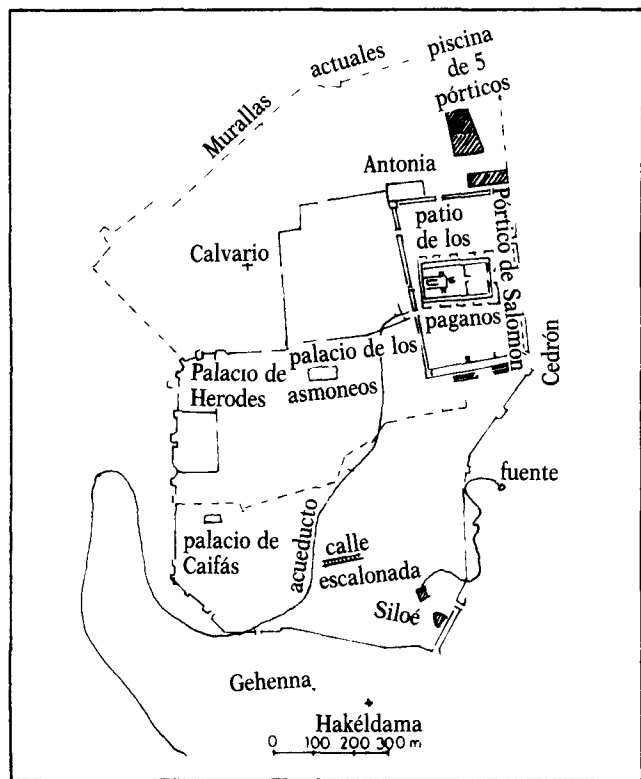 Murallas
actuales
piscina
de 5
pórticos
Antonia
patio
de los
paganos
Pórtico de Salomón
Cedrón
Calvario
palacio de los
asmoneos
Palacio de
Herodes
fuente
palacio de
Caifás
acueducto
calle
escalonada
Siloé
Gehenna
Hakéldama
0 100 200 300 m